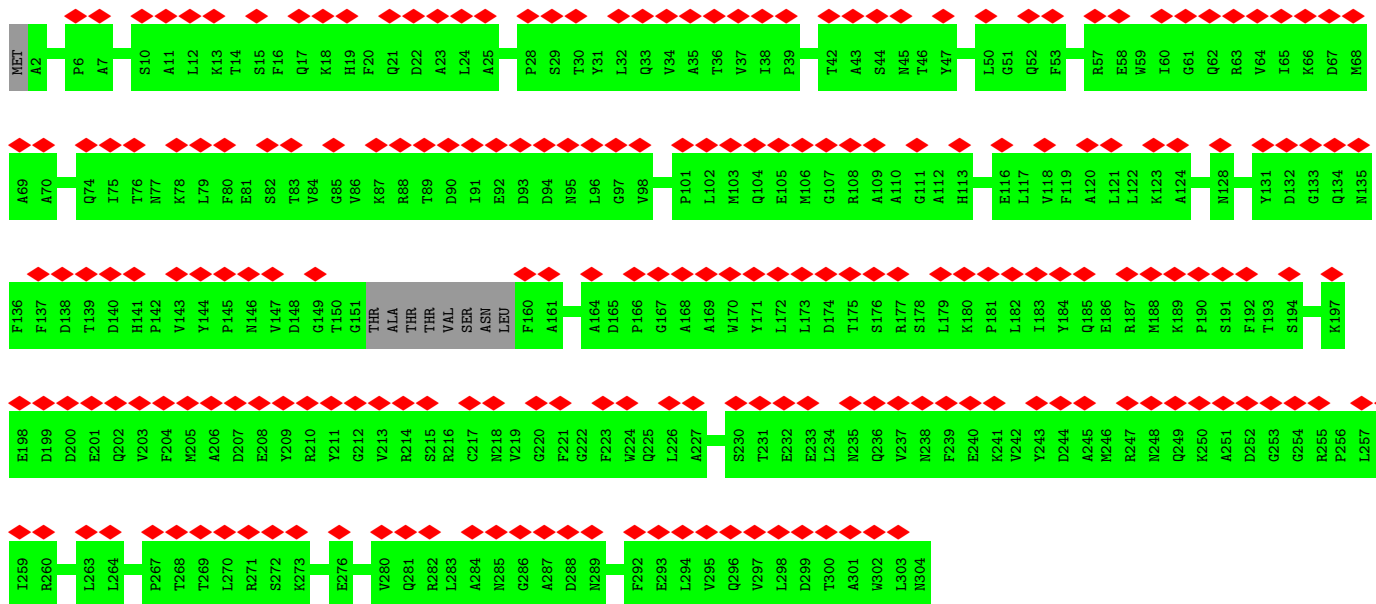 MET A2 P6 A7 S10 A11 L12 K13 T14 S15 F16 Q17 K18 H19 F20 Q21 D22 A23 L24 A25 P28 S29 T30 Y31 L32 Q33 V34 A35 T36 V37 I38 P39 T42 A43 S44 N45 T46 Y47 L50 G51 Q52 F53 R57 E58 W59 I60 G61 Q62 R63 V64 I65 K66 D67 M68
A69 A70 Q74 I75 T76 N77 K78 L79 F80 E81 S82 T83 V84 G85 V86 K87 R88 T89 D90 I91 E92 D93 D94 N95 L96 G97 V98 P101 L102 M103 Q104 E105 M106 G107 R108 A109 A110 G111 A112 H113 E116 L117 V118 F119 A120 L121 L122 K123 A124 N128 Y131 D132 G133 Q134 N135
F136 F137 D138 T139 D140 H141 P142 V143 Y144 P145 N146 V147 D148 G149 T150 G151 THR ALA THR THR VAL SER ASN LEU F160 A161 A164 D165 P166 G167 A168 A169 W170 Y171 L172 L173 D174 T175 S176 R177 S178 L179 K180 P181 L182 I183 Y184 Q185 E186 R187 M188 K189 P190 S191 F192 T193 S194 K197
E198 D199 D200 E201 Q202 V203 F204 M205 A206 D207 E208 Y209 R210 Y211 G212 V213 R214 S215 R216 C217 N218 V219 G220 F221 G222 F223 W224 Q225 L226 A227 S230 T231 E232 E233 L234 N235 Q236 V237 N238 F239 E240 K241 V242 Y243 D244 A245 M246 R247 N248 Q249 K250 A251 D252 G253 G254 R255 P256 L257
I259 R260 L263 L264 P267 T268 T269 L270 R271 S272 K273 E276 V280 Q281 R282 L283 A284 N285 G286 A287 D288 N289 F292 E293 L294 V295 Q296 V297 L298 D299 T300 A301 W302 L303 N304